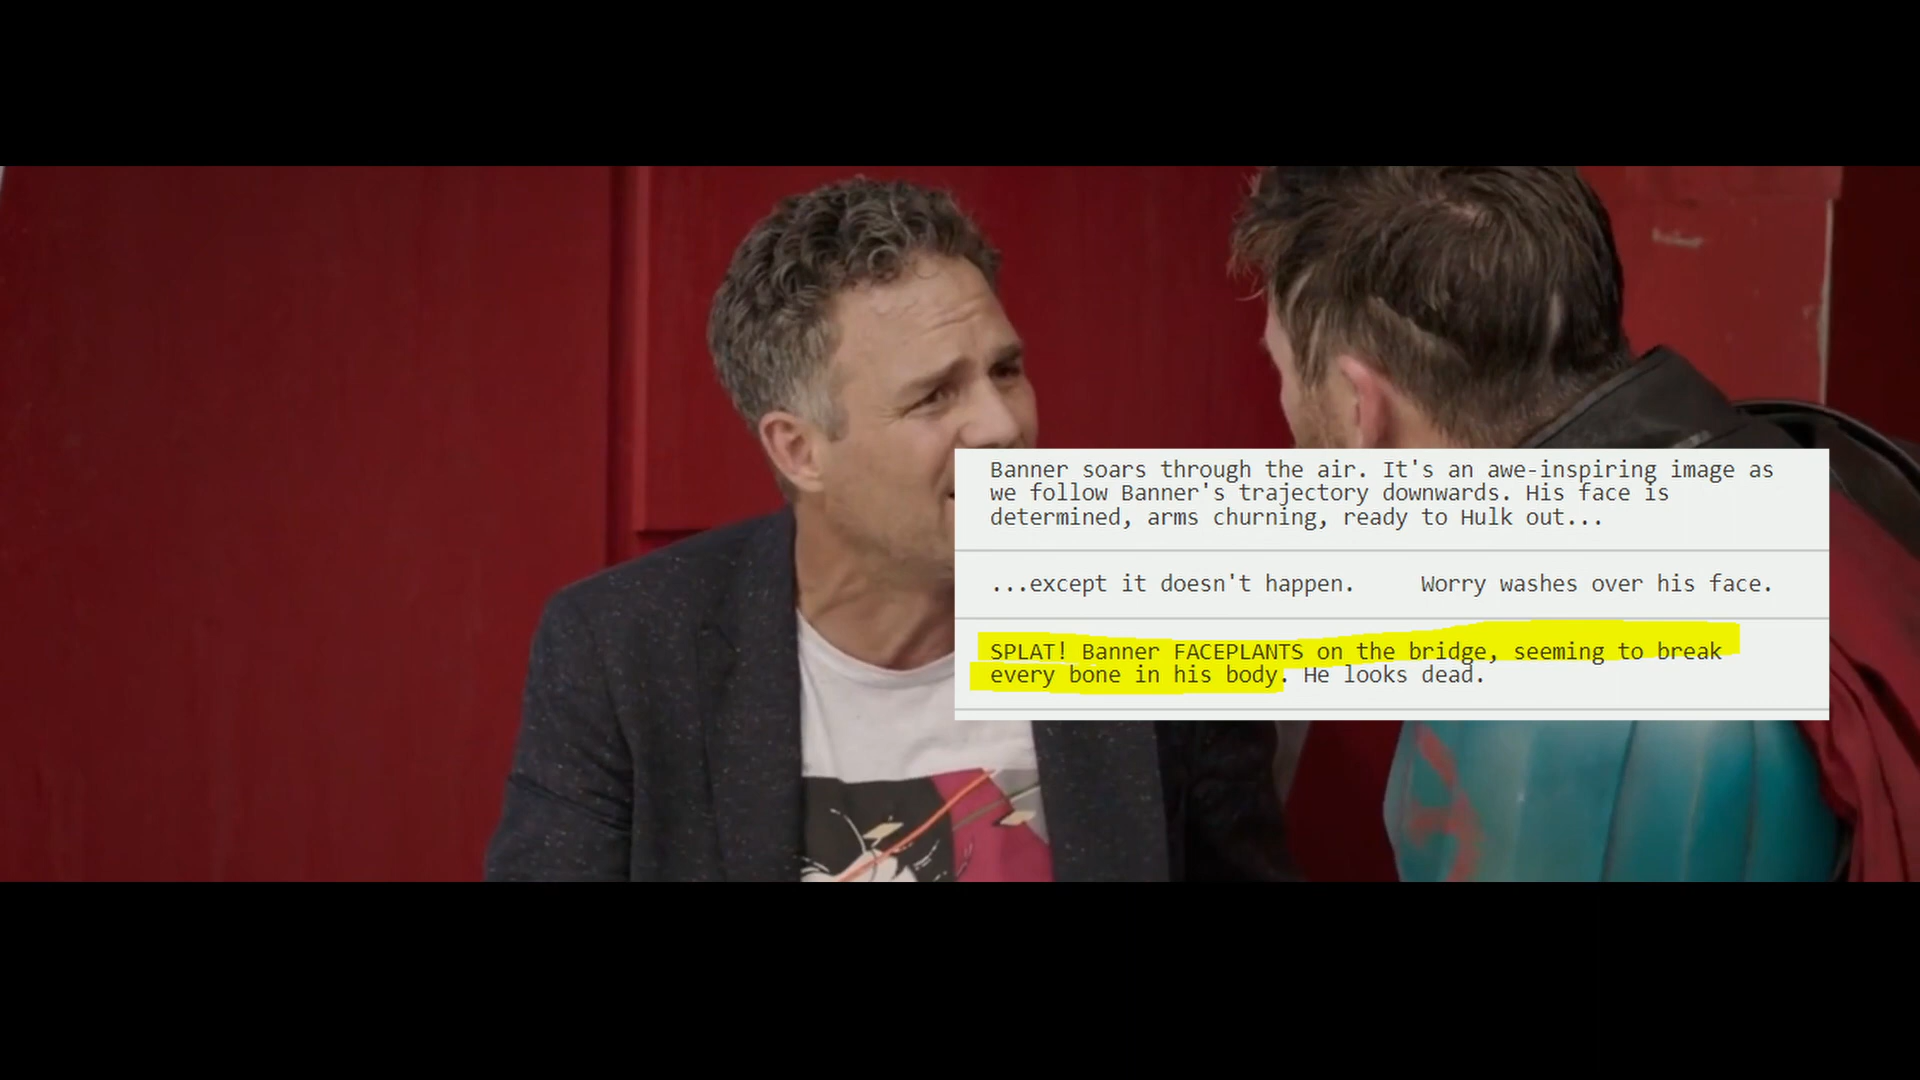 Banner soars through the air. It's an awe-inspiring image as
we follow Banner's trajectory downwards. His face is
determined, arms churning, ready to Hulk out...
...except it doesn't happen. Worry washes over his face.
SPLAT! Banner FACEPLANTS on the bridge, seeming to break
every bone in his body. He looks dead.